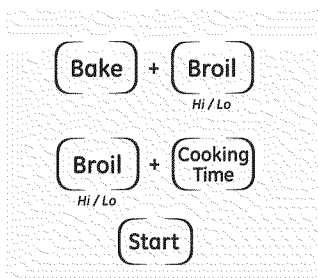 Bake + Broil
Hi / Lo
Broil + Cooking
Time
Hi / Lo
Start